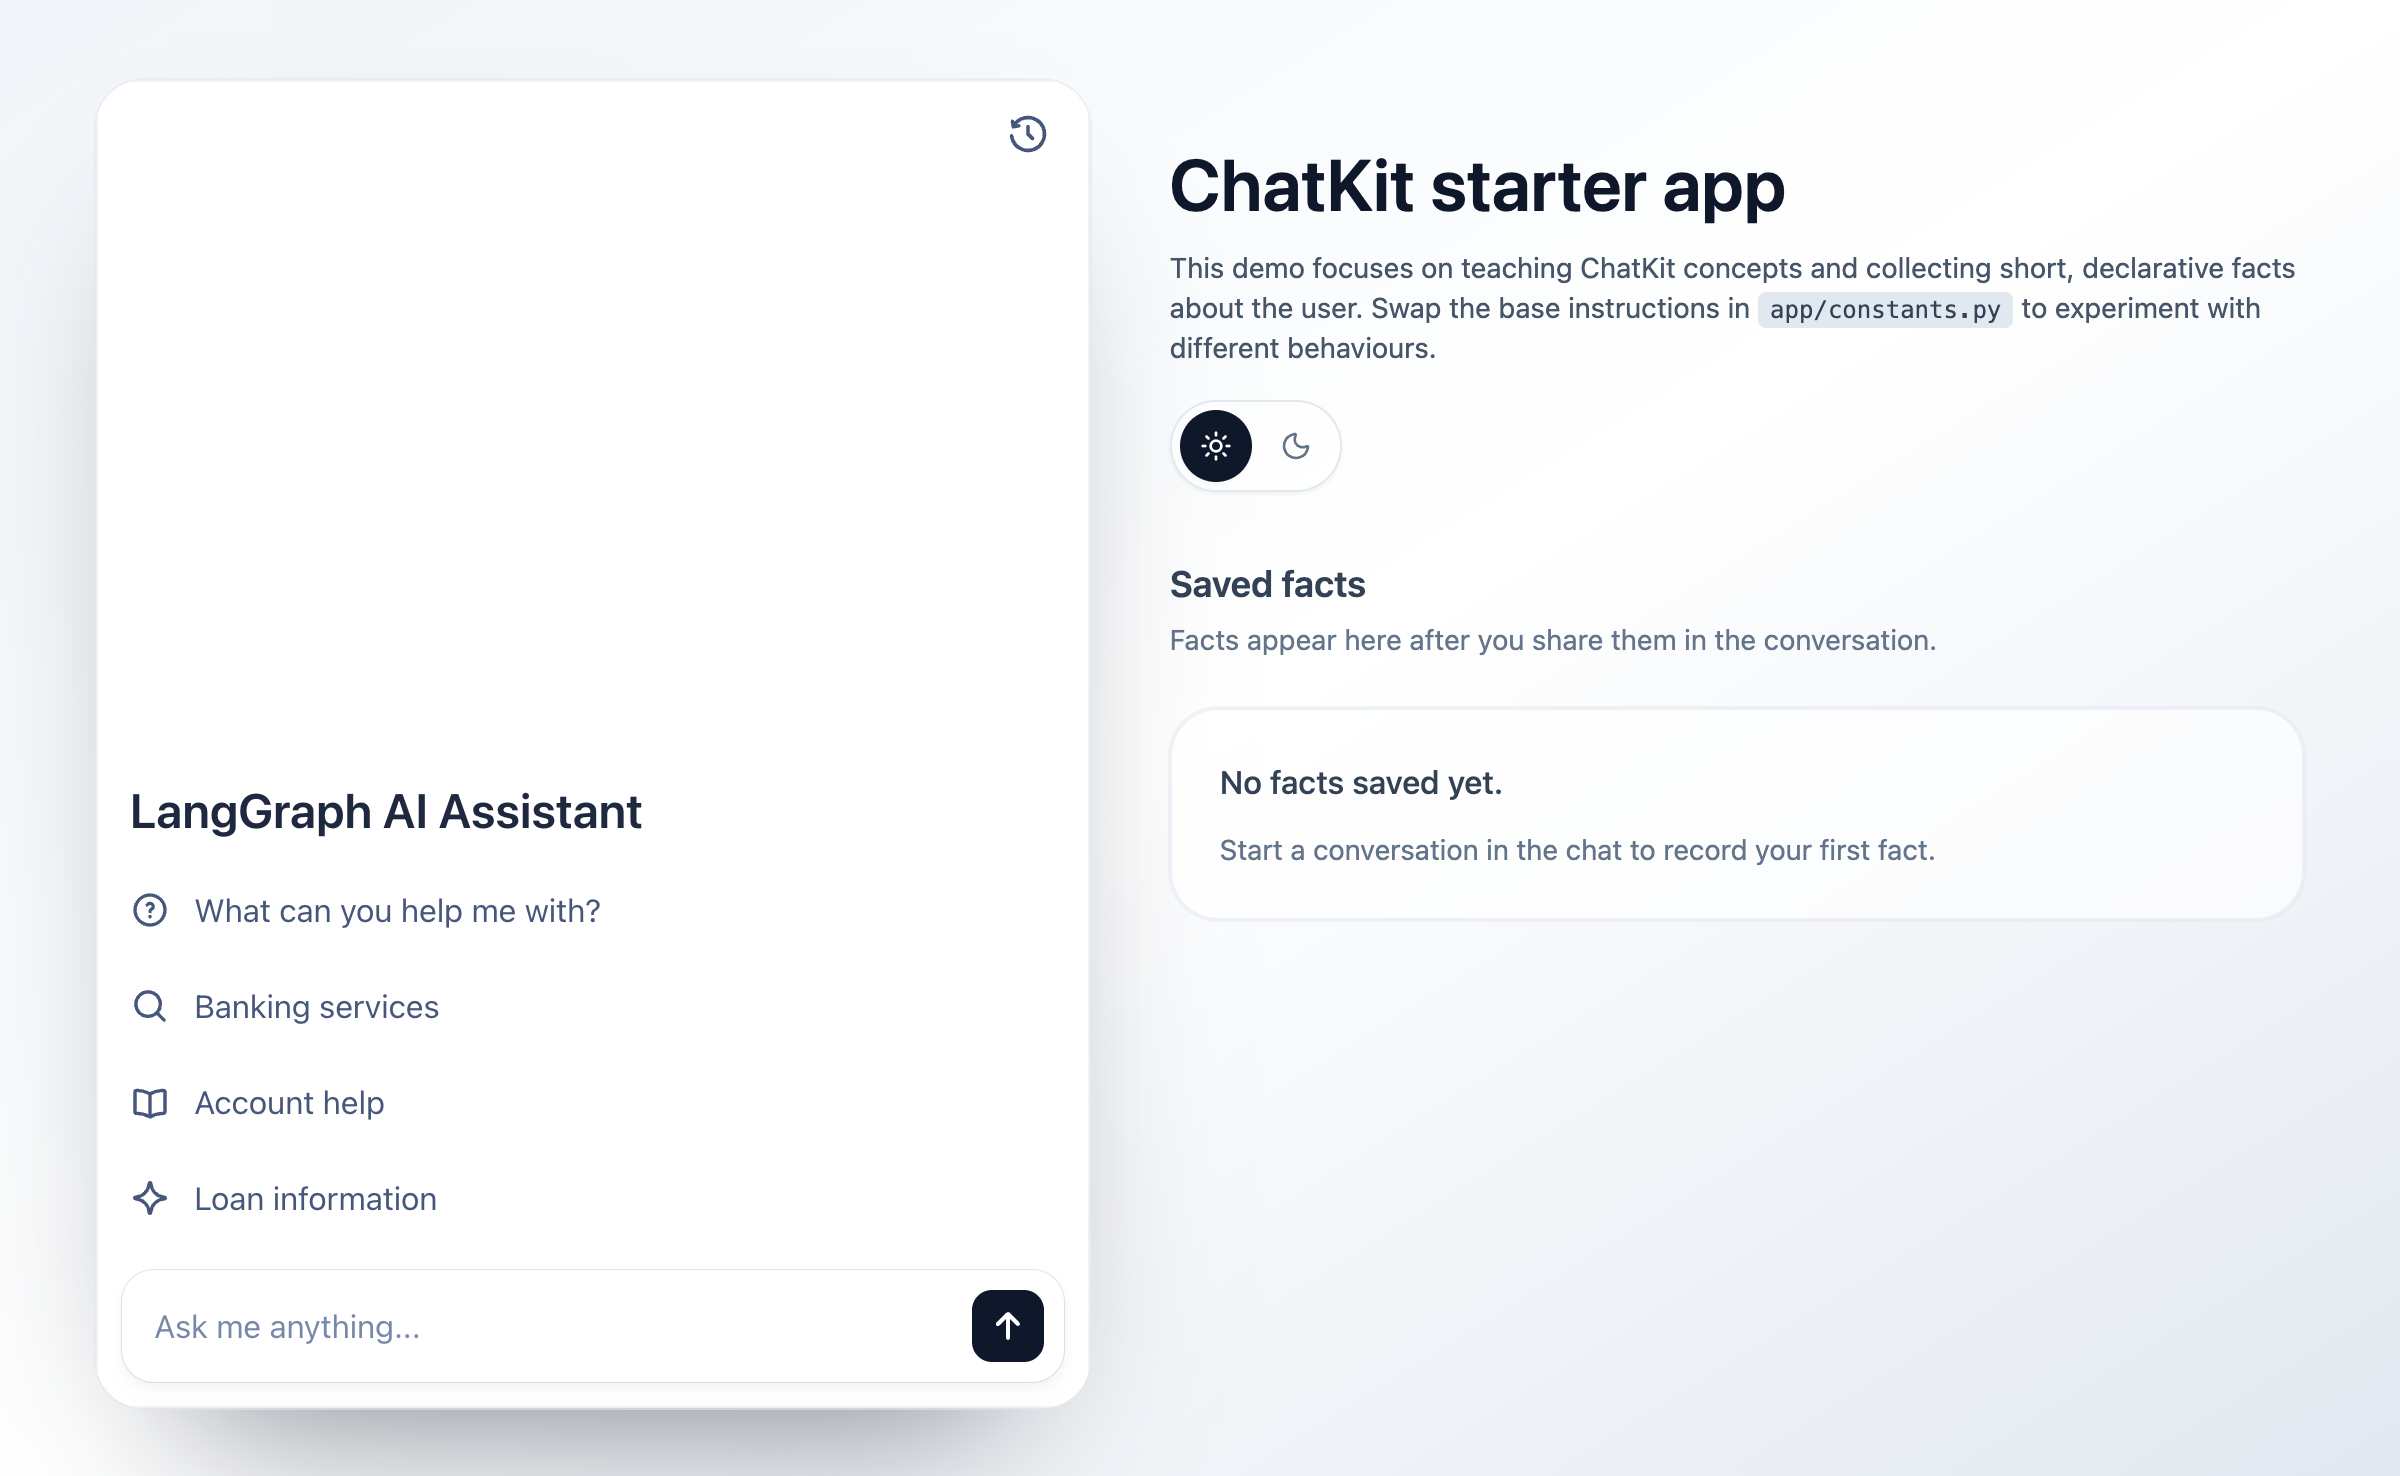 LangGraph AI Assistant
What can you help me with?
Banking services
Account help
Loan information
Ask me anything...
ChatKit starter app
This demo focuses on teaching ChatKit concepts and collecting short, declarative facts
about the user. Swap the base instructions in app/constants.py to experiment with
different behaviours.
Saved facts
Facts appear here after you share them in the conversation.
No facts saved yet.
Start a conversation in the chat to record your first fact.